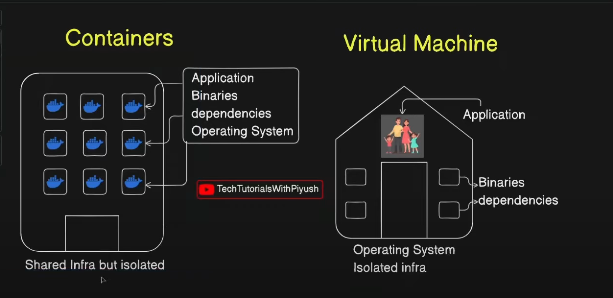 Containers
Application
Binaries
dependencies
Operating System
TechTutorialsWithPiyush
Shared Infra but isolated
Virtual Machine
Application
Binaries
dependencies
Operating System
Isolated infra